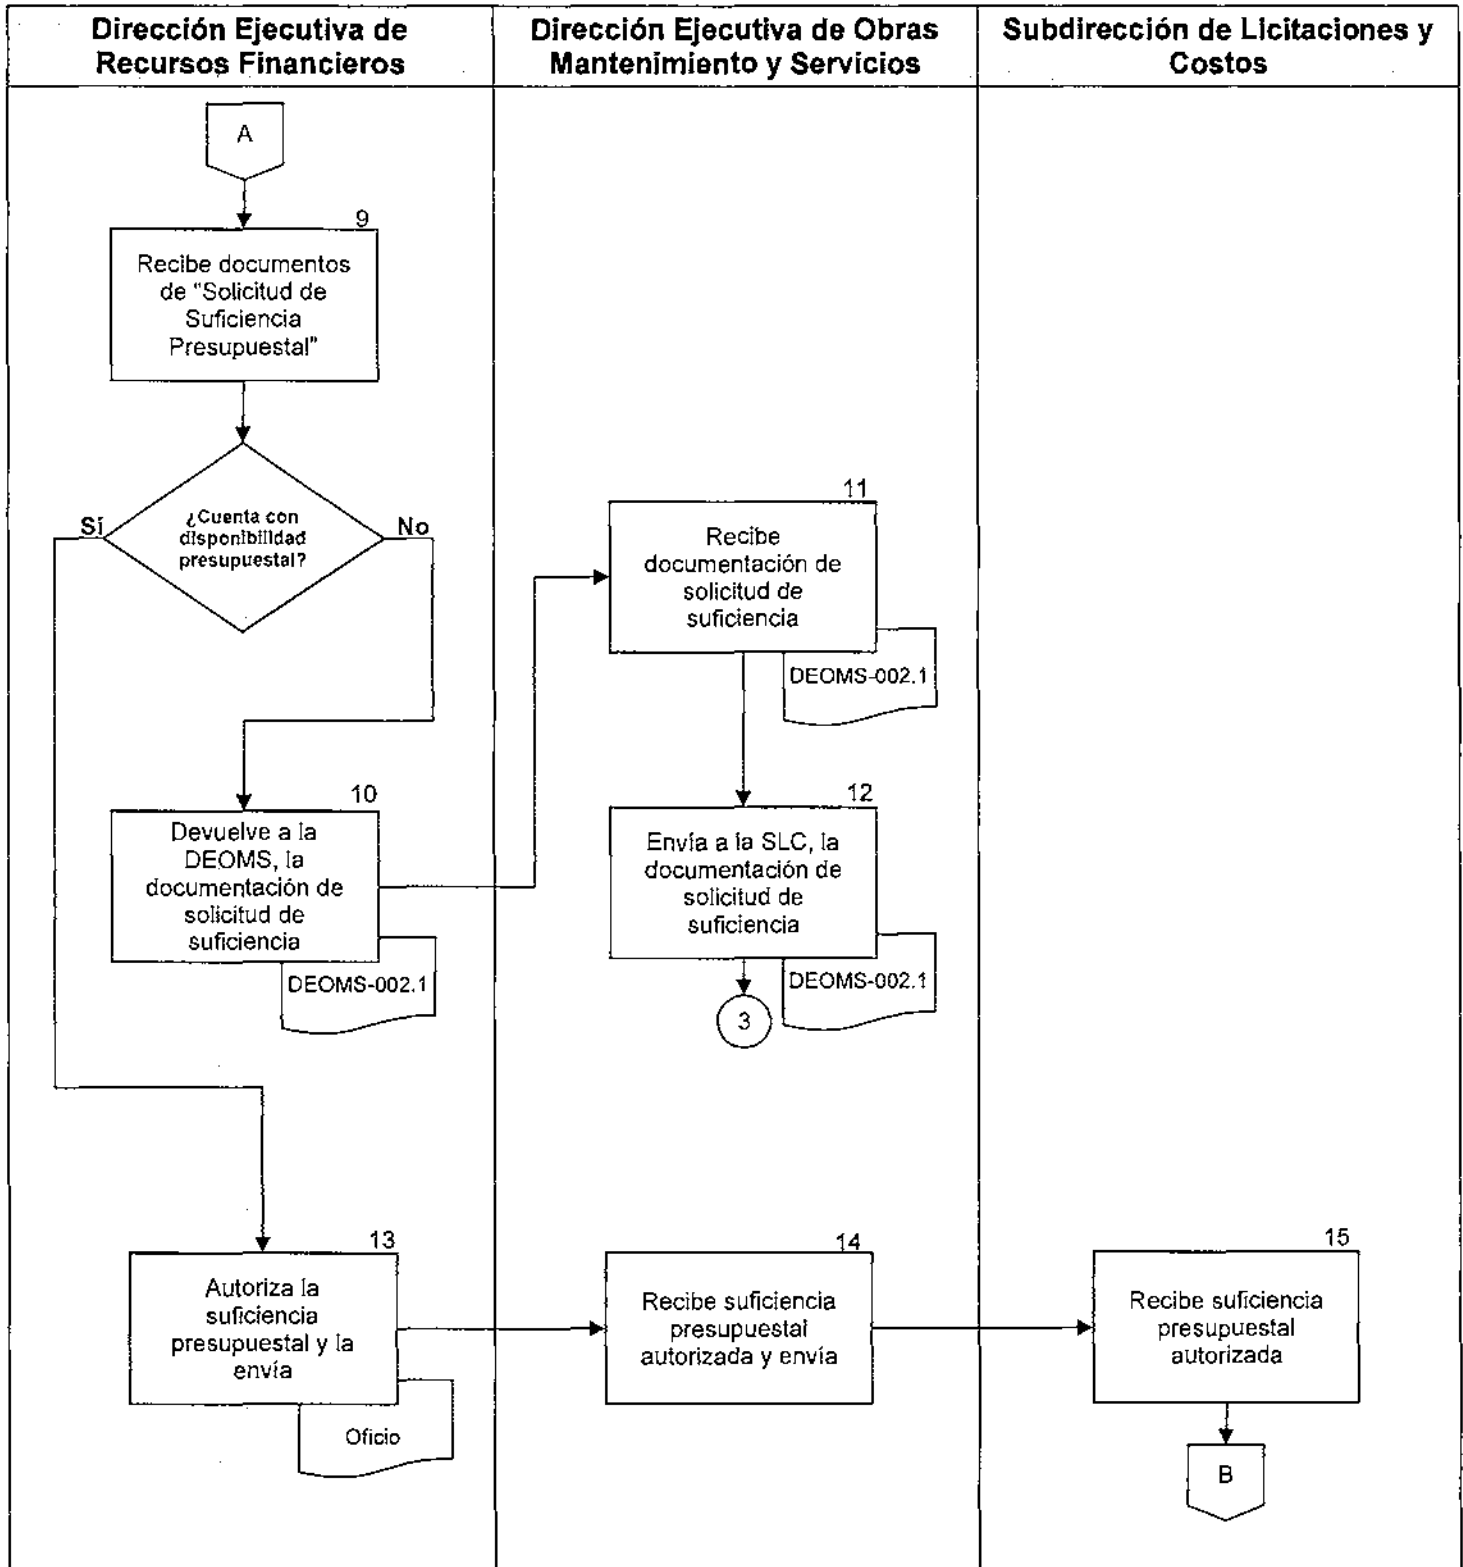 Dirección Ejecutiva de
Recursos Financieros
Dirección Ejecutiva de Obras
Mantenimiento y Servicios
Subdirección de Licitaciones y
Costos
A
9
Recibe documentos
de "Solicitud de
Suficiencia
Presupuestal"
¿Cuenta con
disponibilidad
presupuestal?
Sí
No
11
Recibe
documentación de
solicitud de
suficiencia
DEOMS-002.1
10
Devuelve a la
DEOMS, la
documentación de
solicitud de
suficiencia
DEOMS-002.1
12
Envía a la SLC, la
documentación de
solicitud de
suficiencia
DEOMS-002.1
3
13
Autoriza la
suficiencia
presupuestal y la
envía
Oficio
14
Recibe suficiencia
presupuestal
autorizada y envía
15
Recibe suficiencia
presupuestal
autorizada
B